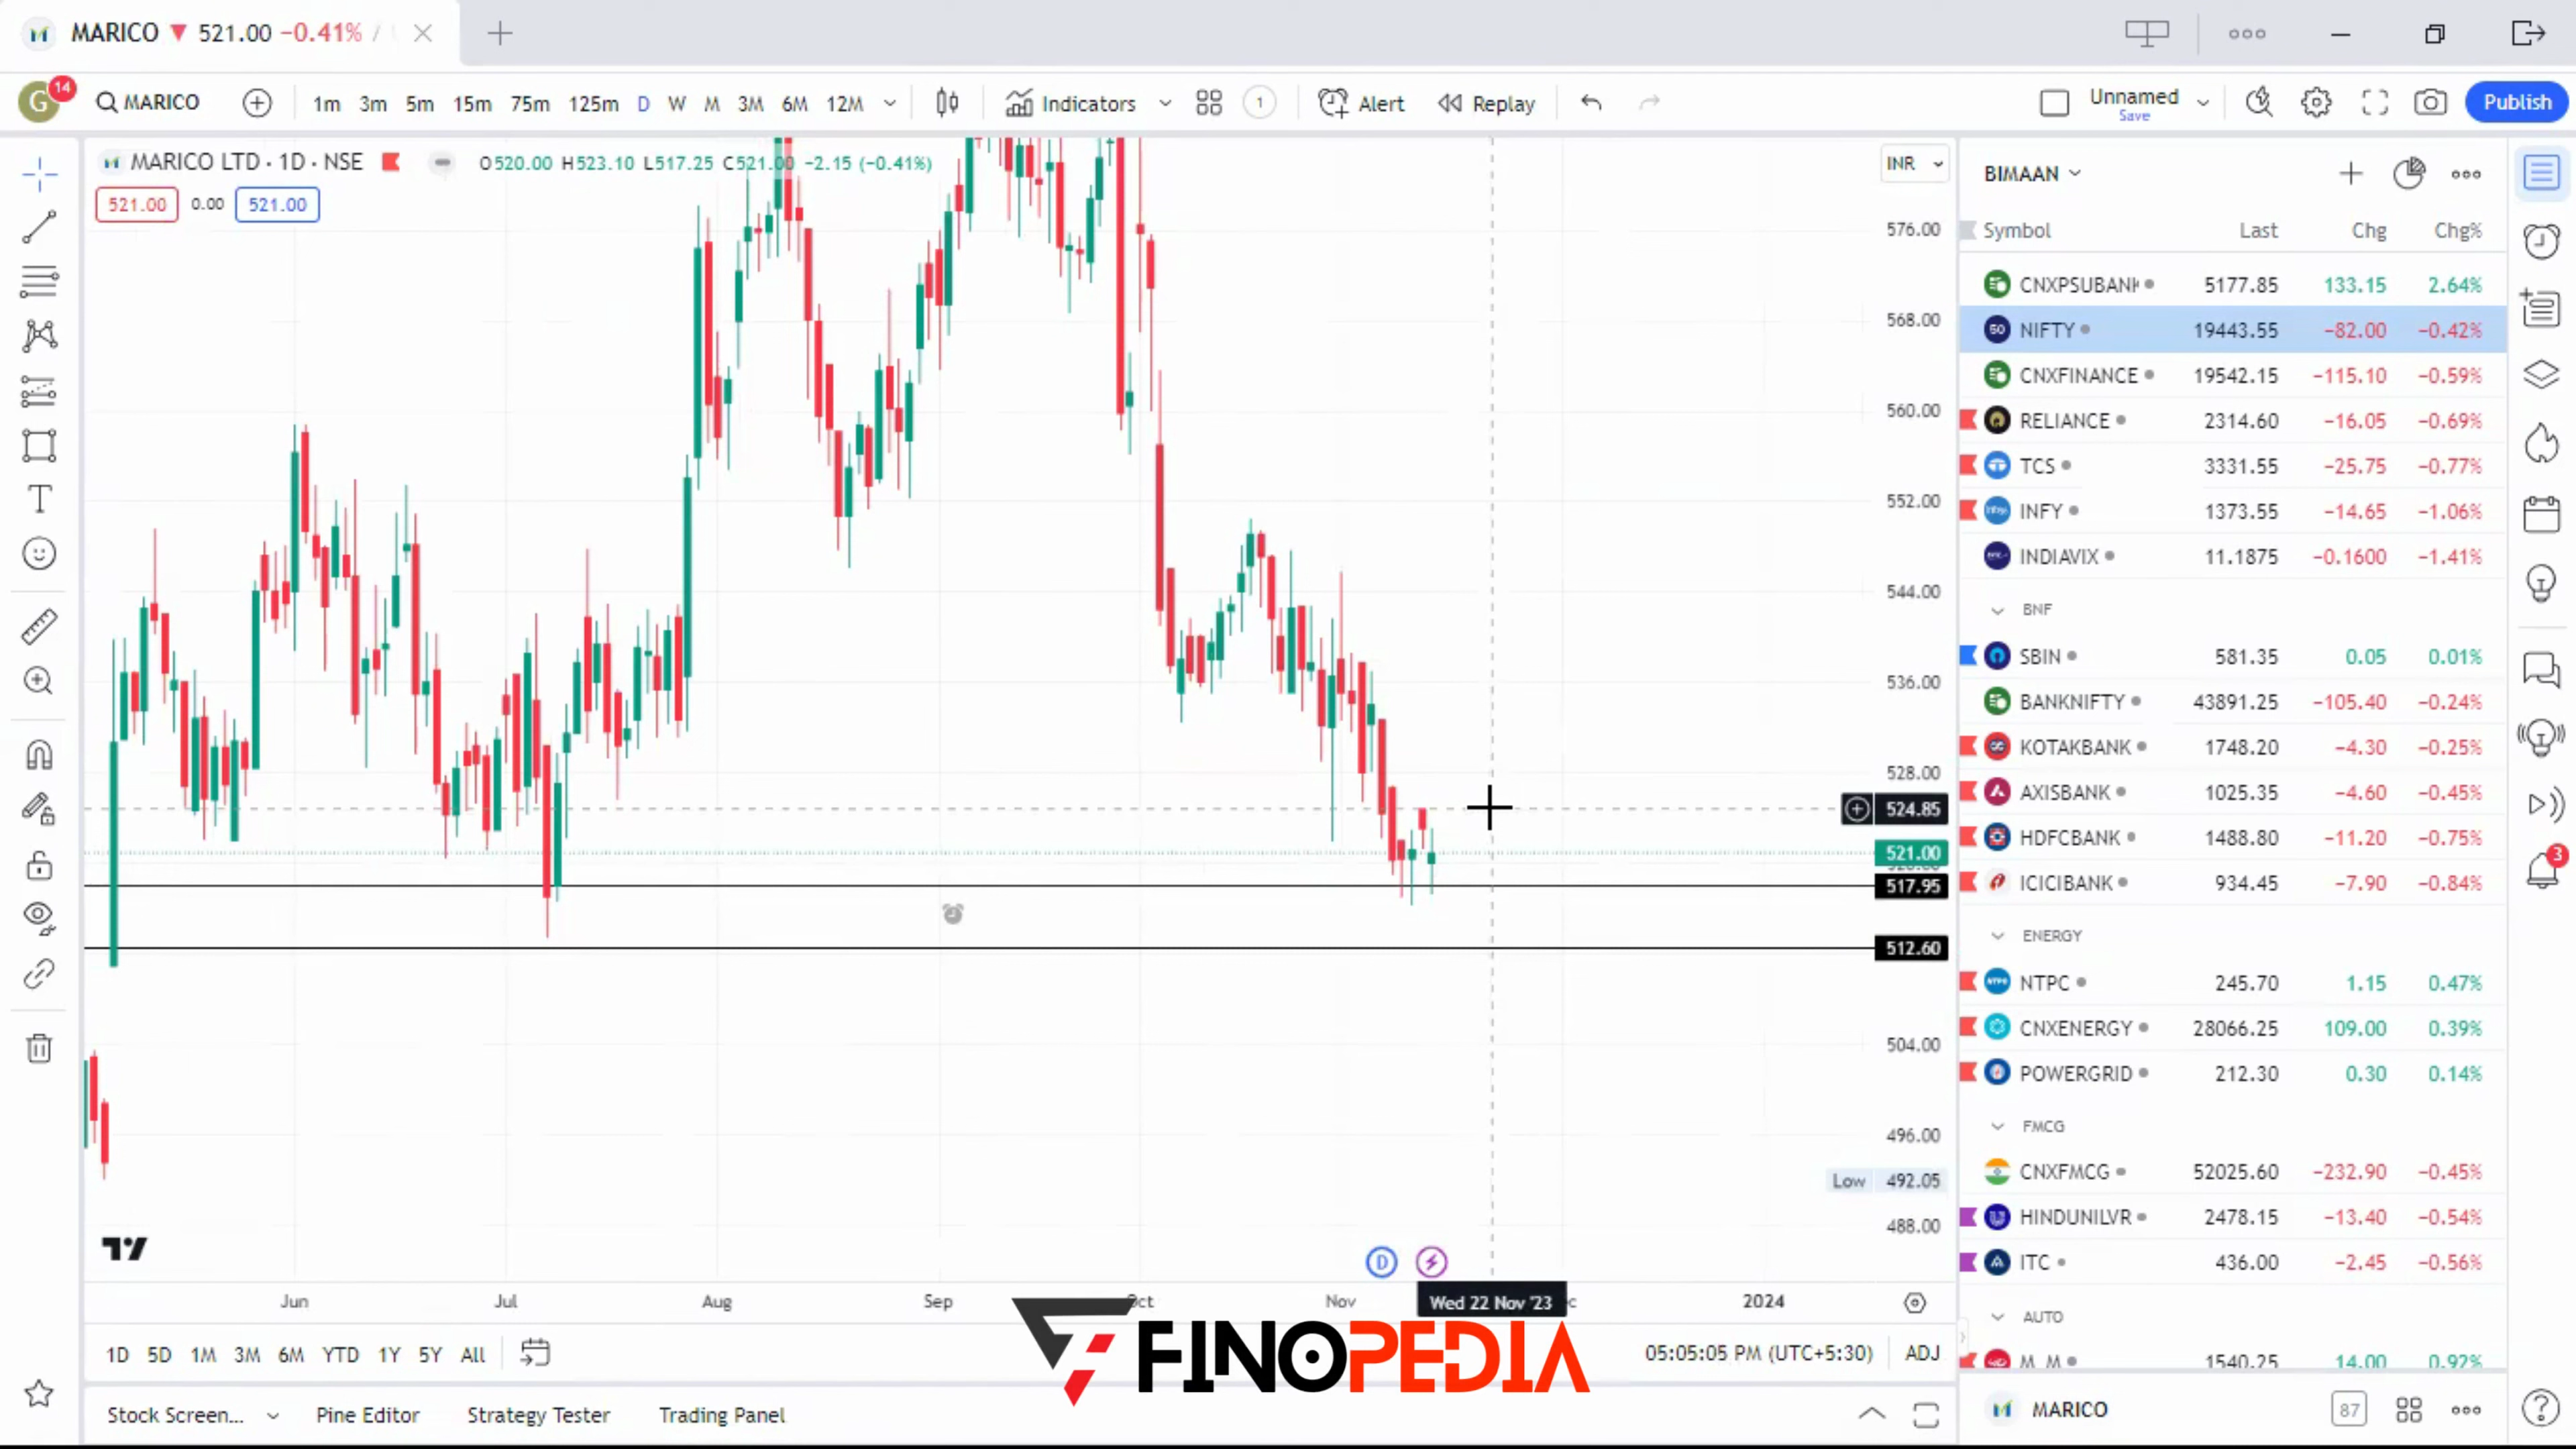 MARICO ▼ 521.00 −0.41% /
G 14 MARICO 1m 3m 5m 15m 75m 125m D W M 3M 6M 12M Indicators 1 Alert Replay Unnamed Save Publish
MARICO LTD · 1D · NSE O520.00 H523.10 L517.25 C521.00 −2.15 (−0.41%)
521.00 0.00 521.00
INR
576.00
568.00
560.00
552.00
544.00
536.00
528.00
524.85
521.00
517.95
512.60
504.00
496.00
Low 492.05
488.00
D
Jun Jul Aug Sep Oct Nov Wed 22 Nov '23 2024
1D 5D 1M 3M 6M YTD 1Y 5Y All
FINOPEDIA
05:05:05 PM (UTC+5:30) ADJ
Stock Screen... Pine Editor Strategy Tester Trading Panel
BIMAAN
Symbol Last Chg Chg%
CNXPSUBANK 5177.85 133.15 2.64%
50 NIFTY 19443.55 −82.00 −0.42%
CNXFINANCE 19542.15 −115.10 −0.59%
RELIANCE 2314.60 −16.05 −0.69%
TCS 3331.55 −25.75 −0.77%
INFY 1373.55 −14.65 −1.06%
INDIAVIX 11.1875 −0.1600 −1.41%
BNF
SBIN 581.35 0.05 0.01%
BANKNIFTY 43891.25 −105.40 −0.24%
KOTAKBANK 1748.20 −4.30 −0.25%
AXISBANK 1025.35 −4.60 −0.45%
HDFCBANK 1488.80 −11.20 −0.75%
ICICIBANK 934.45 −7.90 −0.84%
ENERGY
NTPC 245.70 1.15 0.47%
CNXENERGY 28066.25 109.00 0.39%
POWERGRID 212.30 0.30 0.14%
FMCG
CNXFMCG 52025.60 −232.90 −0.45%
HINDUNILVR 2478.15 −13.40 −0.54%
ITC 436.00 −2.45 −0.56%
AUTO
M_M 1540.25 14.00 0.92%
MARICO 87
3